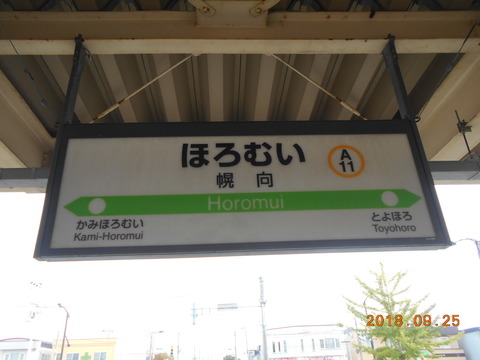 ほろむい
A
11
幌向
Horomui
かみほろむい
Kami-Horomui
とよほろ
Toyohoro
2018.09.25